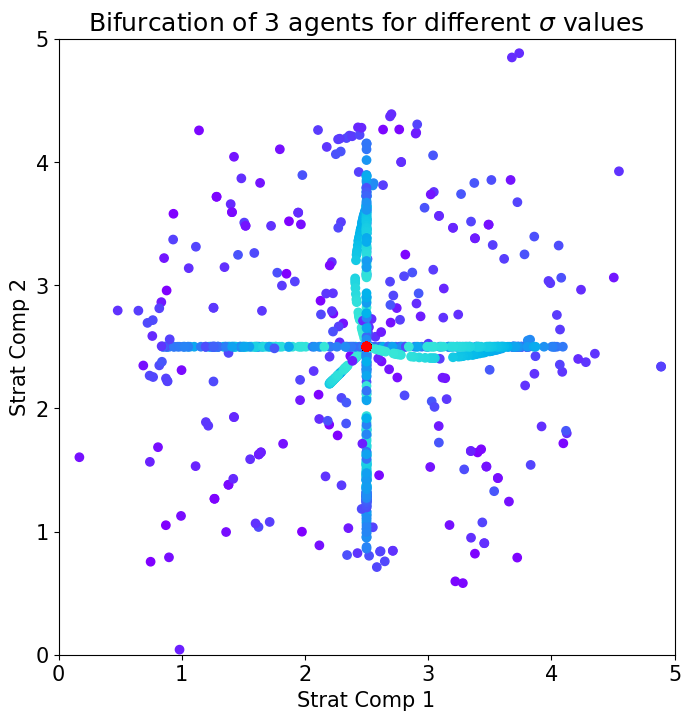 Bifurcation of 3 agents for different σ values
5
4
3
2
1
0
Strat Comp 2
0 1 2 3 4 5
Strat Comp 1